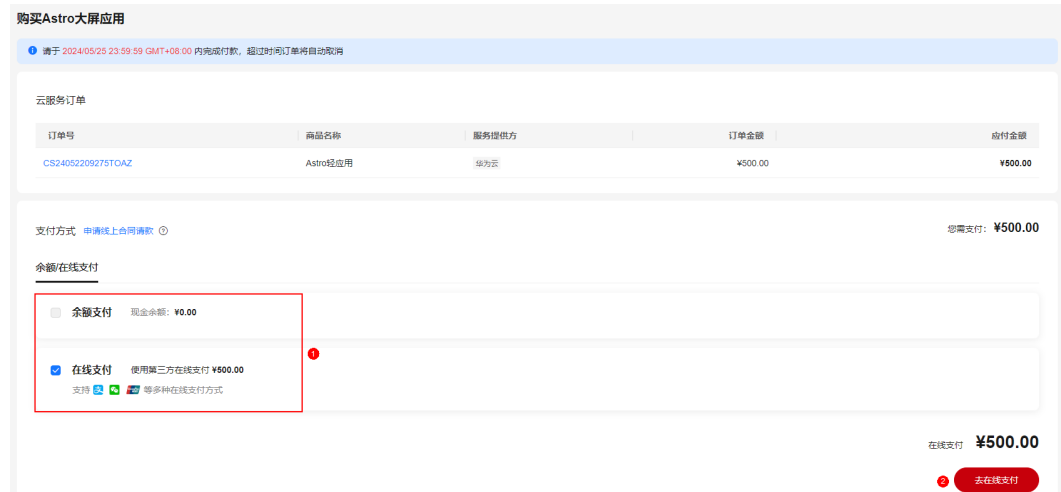 购买Astro大屏应用
请于 2024/05/25 23:59:59 GMT+08:00 内完成付款，超过时间订单将自动取消
云服务订单
订单号 商品名称 服务提供方 订单金额 应付金额
CS24052209275TOAZ Astro轻应用 华为云 ¥500.00 ¥500.00
支付方式 申请线上合同请款 ? 您需支付：¥500.00
余额/在线支付
余额支付 现金余额：¥0.00
1
在线支付 使用第三方在线支付 ¥500.00
支持 支 等多种在线支付方式
在线支付 ¥500.00
2 去在线支付